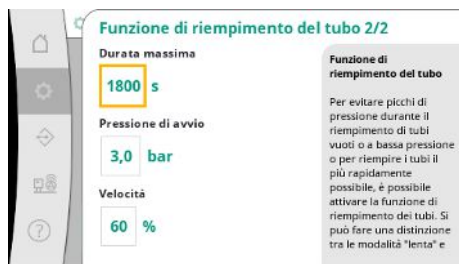 Funzione di riempimento del tubo 2/2
Durata massima
1800 s
Pressione di avvio
3,0 bar
Velocità
60 %
Funzione di
riempimento del tubo
Per evitare picchi di
pressione durante il
riempimento di tubi
vuoti o a bassa pressione
o per riempire i tubi il
più rapidamente
possibile, è possibile
attivare la funzione di
riempimento dei tubi. Si
può fare una distinzione
tra le modalità "lenta" e
?